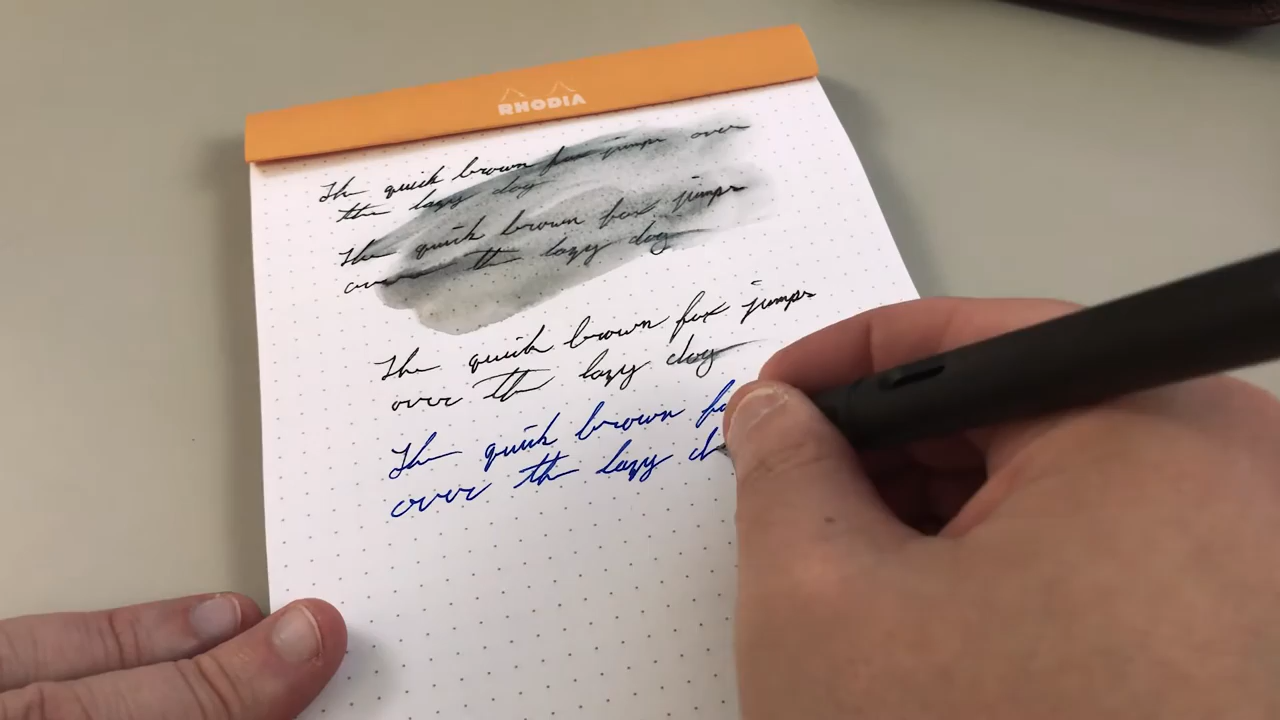 RHODIA
The quick brown fox jumps over
the lazy dog
The quick brown fox jumps
over the lazy dog
The quick brown fox jumps
over the lazy dog
The quick brown
over the lazy